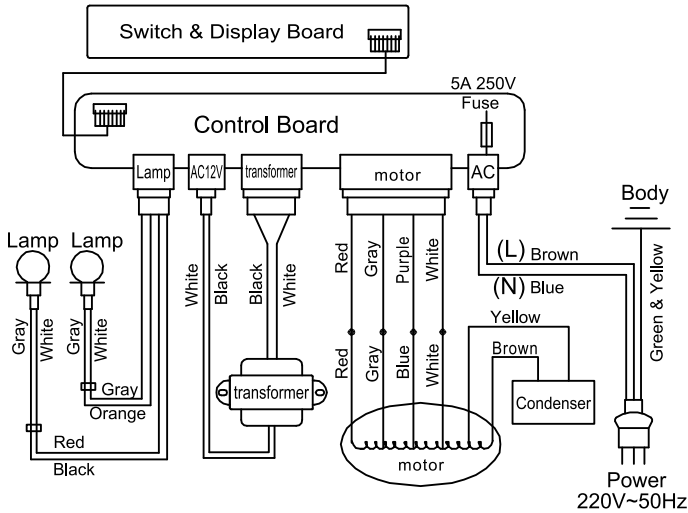 Switch & Display Board
5A 250V
Fuse
Control Board
Lamp
AC12V
transformer
motor
AC
Body
Lamp
Lamp
Gray
White
Gray
White
White
Black
Black
White
Red
Gray
Purple
White
(L) Brown
(N) Blue
Green & Yellow
Yellow
Brown
Red
Gray
Blue
White
Gray
Orange
transformer
Condenser
Red
Black
motor
Power
220V~50Hz